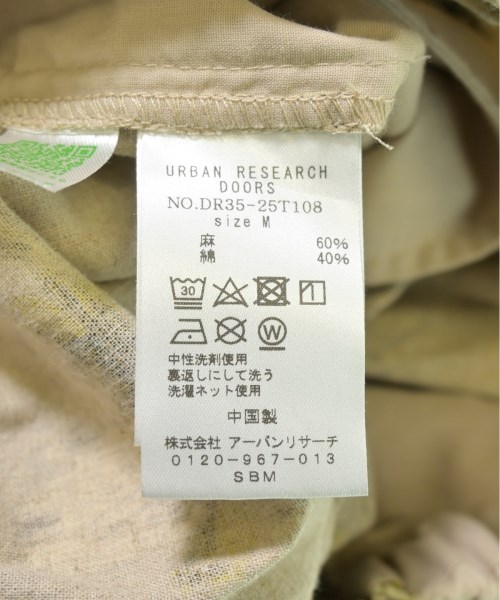 URBAN RESEARCH
DOORS
NO.DR35-25T108
size M
麻 60%
綿 40%
30
W
中性洗剤使用
裏返しにして洗う
洗濯ネット使用
中国製
株式会社 アーバンリサーチ
0120-967-013
SBM